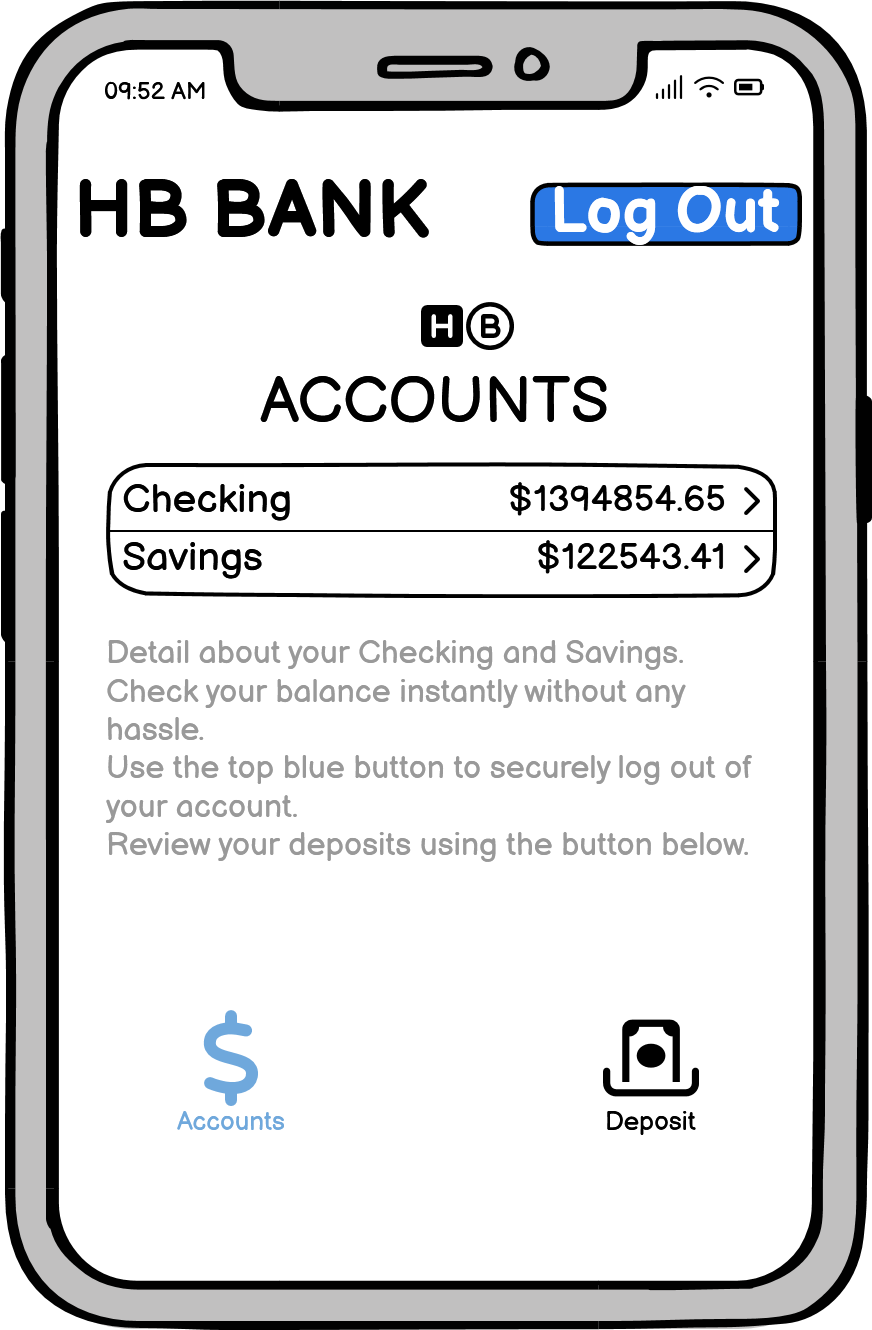 09:52 AM
HB BANK
Log Out
H B
ACCOUNTS
Checking $1394854.65
Savings $122543.41
Detail about your Checking and Savings.
Check your balance instantly without any
hassle.
Use the top blue button to securely log out of
your account.
Review your deposits using the button below.
$
Accounts
Deposit